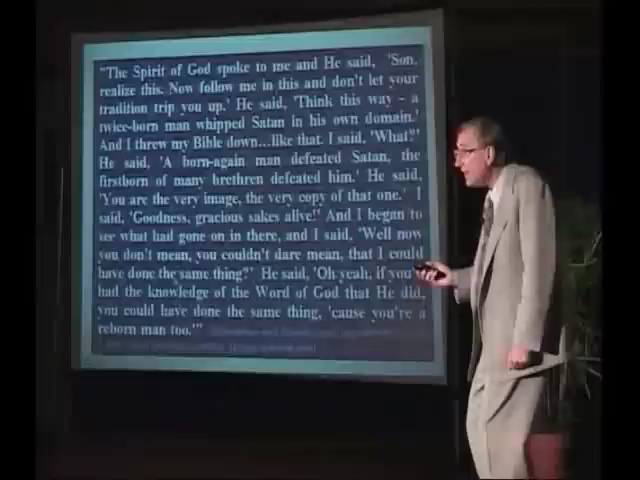 "The Spirit of God spoke to me and He said, 'Son,
realize this. Now follow me in this and don't let your
tradition trip you up.' He said, 'Think this way – a
twice-born man whipped Satan in his own domain.'
And I threw my Bible down…like that. I said, 'What?'
He said, 'A born-again man defeated Satan, the
firstborn of many brethren defeated him.' He said,
'You are the very image, the very copy of that one.' I
said, 'Goodness, gracious sakes alive!' And I began to
see what had gone on in there, and I said, 'Well now
you don't mean, you couldn't dare mean, that I could
have done the same thing?' He said, 'Oh yeah, if you'd
had the knowledge of the Word of God that He did,
you could have done the same thing, 'cause you're a
reborn man too.'"